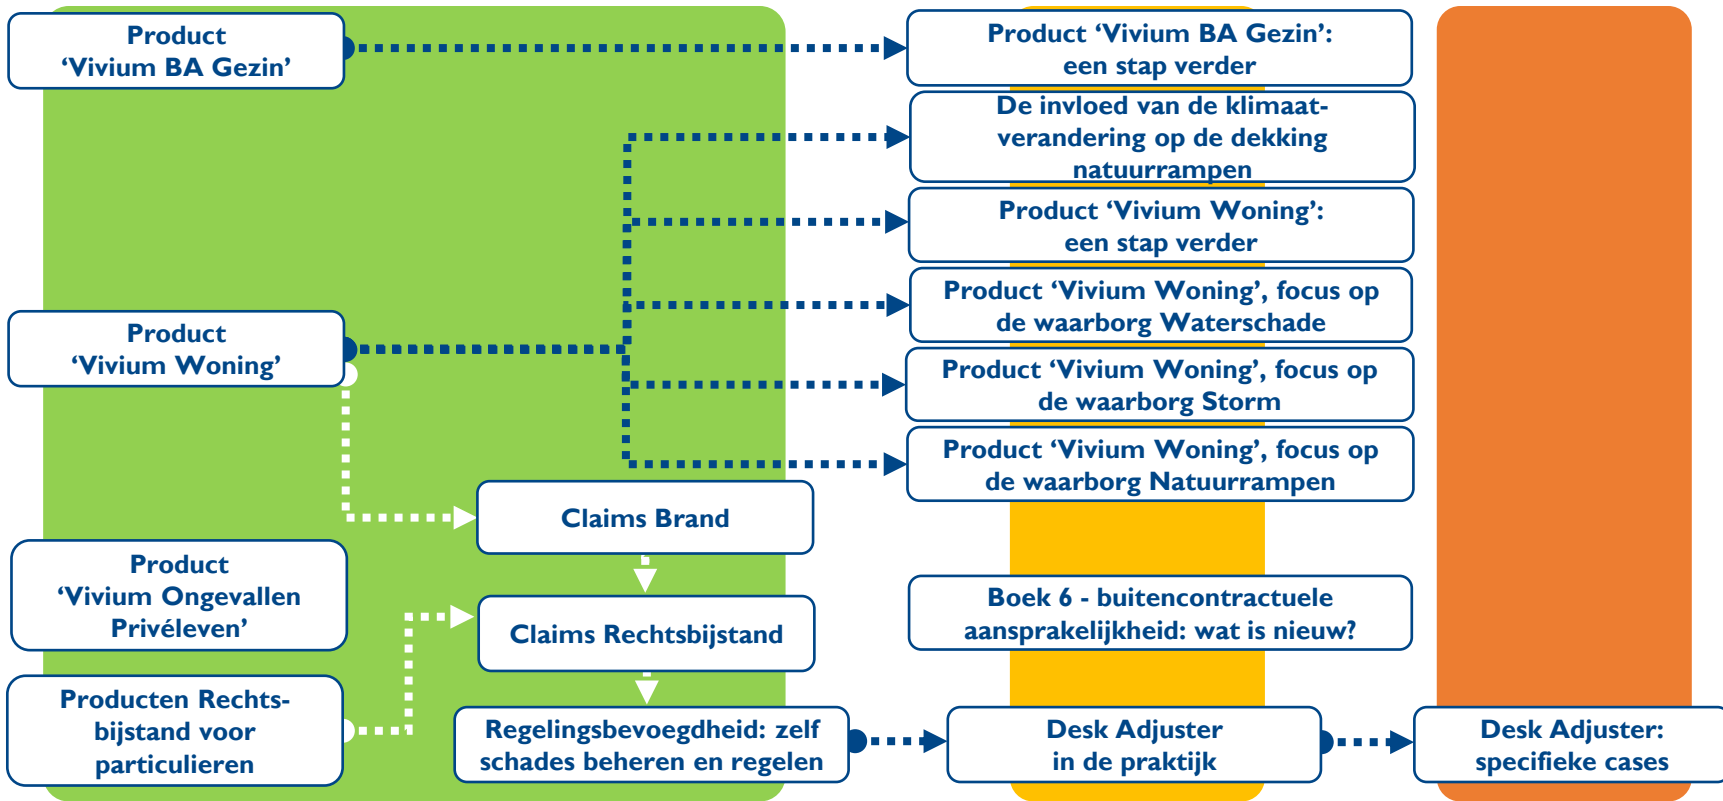 Product
‘Vivium BA Gezin’
Product ‘Vivium BA Gezin’:
een stap verder
De invloed van de klimaat-
verandering op de dekking
natuurrampen
Product ‘Vivium Woning’:
een stap verder
Product ‘Vivium Woning’, focus op
de waarborg Waterschade
Product
‘Vivium Woning’
Product ‘Vivium Woning’, focus op
de waarborg Storm
Product ‘Vivium Woning’, focus op
de waarborg Natuurrampen
Claims Brand
Product
‘Vivium Ongevallen
Privéleven’
Claims Rechtsbijstand
Boek 6 - buitencontractuele
aansprakelijkheid: wat is nieuw?
Producten Rechts-
bijstand voor
particulieren
Regelingsbevoegdheid: zelf
schades beheren en regelen
Desk Adjuster
in de praktijk
Desk Adjuster:
specifieke cases